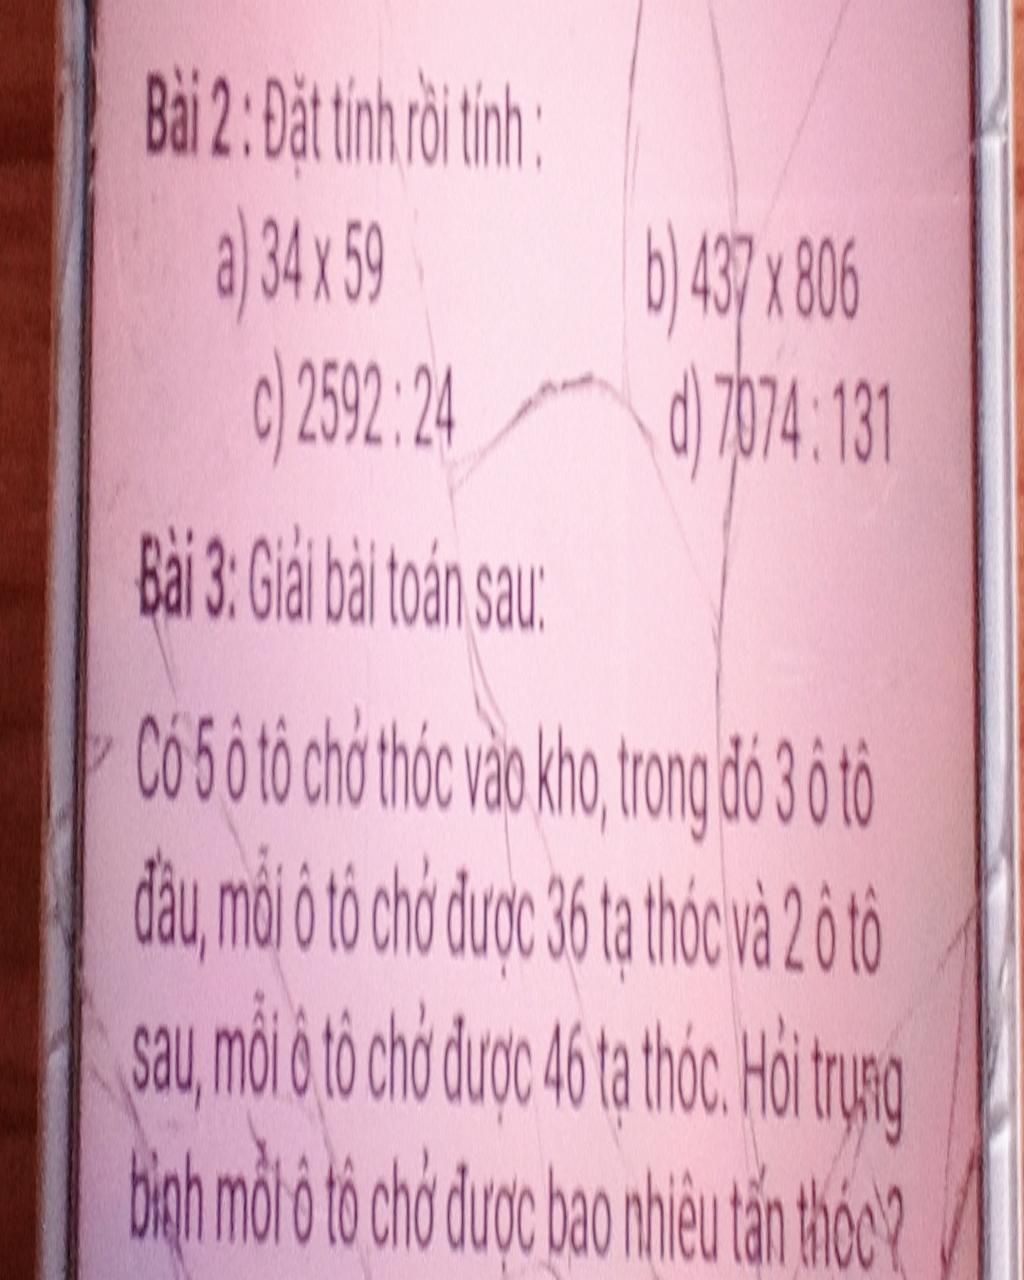 Bài 2 : Đặt tính rồi tính :
a) 34 x 59 b) 437 x 806
c) 2592 : 24 d) 7074 : 131
Bài 3: Giải bài toán sau:
Có 5 ô tô chở thóc vào kho, trong đó 3 ô tô
đầu, mỗi ô tô chở được 36 tạ thóc và 2 ô tô
sau, mỗi ô tô chở được 46 tạ thóc. Hỏi trung
bình mỗi ô tô chở được bao nhiêu tấn thóc ?